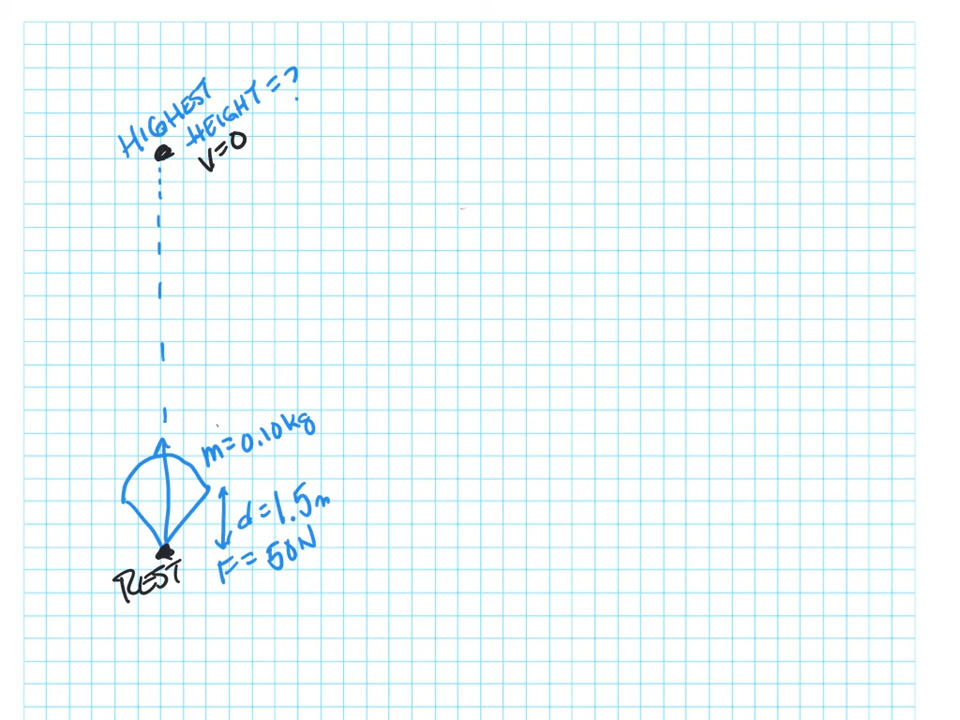 HIGHEST
HEIGHT = ?
V=0
m=0.10kg
d=1.5m
F= 50N
REST